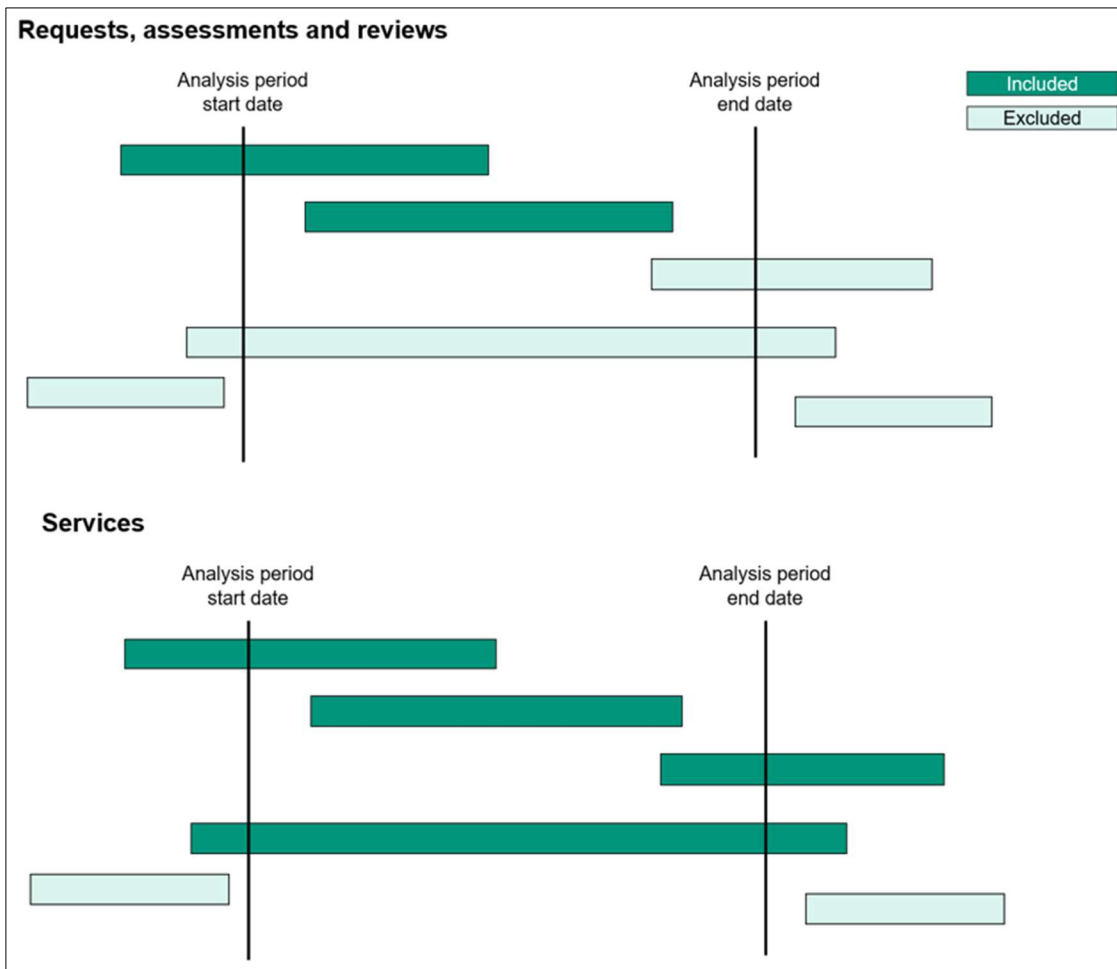 Requests, assessments and reviews
Analysis period
start date
Analysis period
end date
Included
Excluded
Services
Analysis period
start date
Analysis period
end date